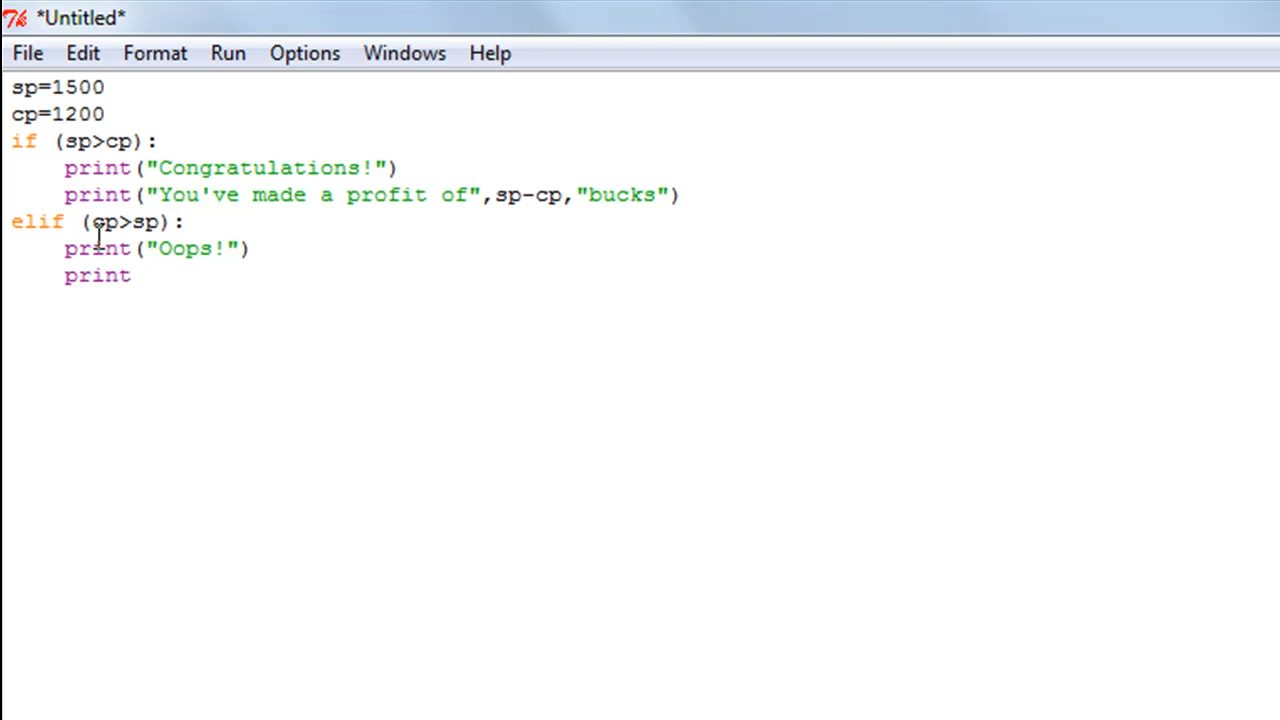 *Untitled*
File Edit Format Run Options Windows Help
sp=1500
cp=1200
if (sp>cp):
    print("Congratulations!")
    print("You've made a profit of",sp-cp,"bucks")
elif (cp>sp):
    print("Oops!")
    print